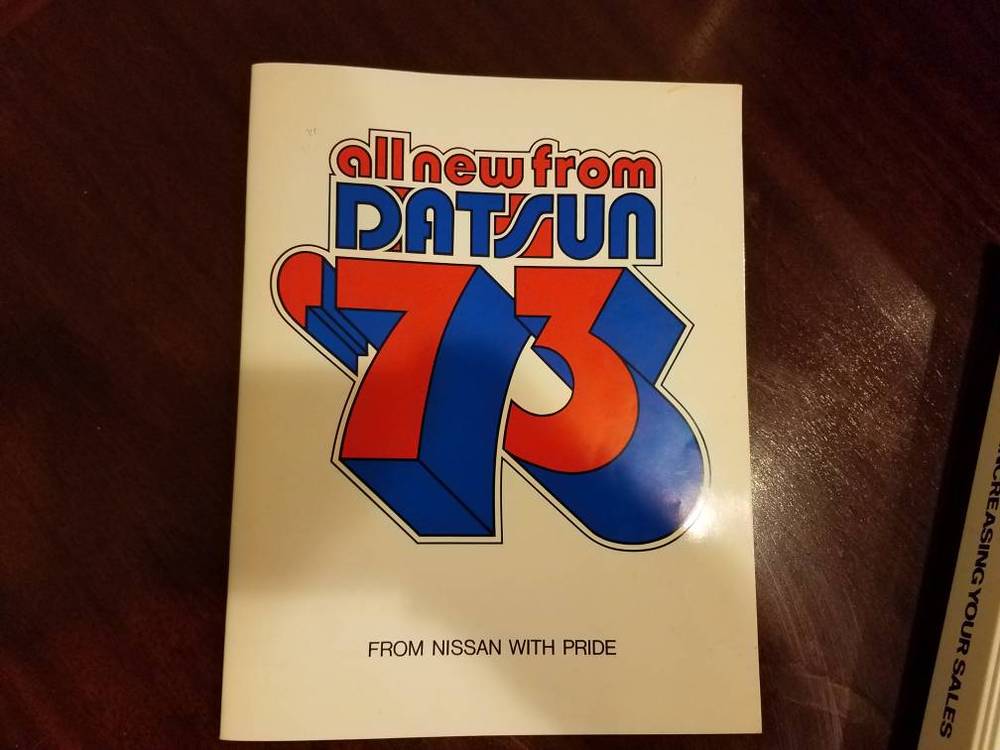 all new from
DATSUN
'73
FROM NISSAN WITH PRIDE
INCREASING YOUR SALES